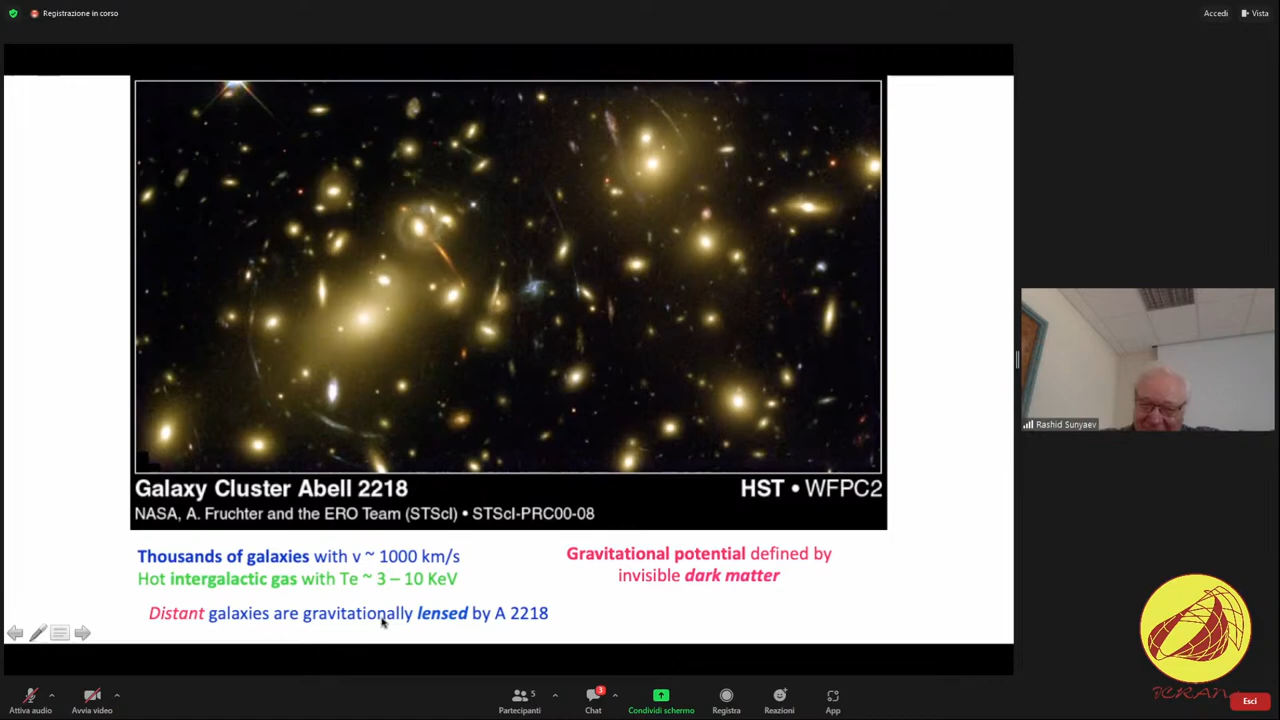 Registrazione in corso
Accedi
Vista
Galaxy Cluster Abell 2218
HST • WFPC2
NASA, A. Fruchter and the ERO Team (STScI) • STScI-PRC00-08
Thousands of galaxies with v ~ 1000 km/s
Hot intergalactic gas with Te ~ 3 – 10 KeV
Gravitational potential defined by
invisible dark matter
Distant galaxies are gravitationally lensed by A 2218
Rashid Sunyaev
ICRANet
Attiva audio
Avvia video
5
Partecipanti
3
Chat
Condividi schermo
Registra
Reazioni
App
Esci